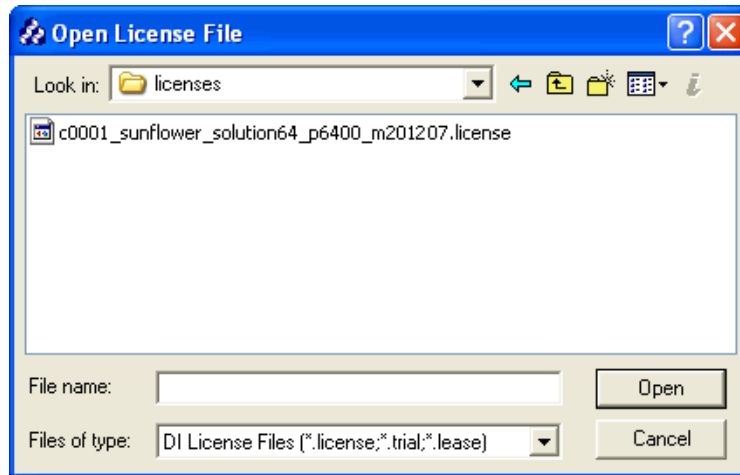 Open License File
Look in: licenses
c0001_sunflower_solution64_p6400_m201207.license
File name:
Open
Files of type: DI License Files (*.license;*.trial;*.lease)
Cancel